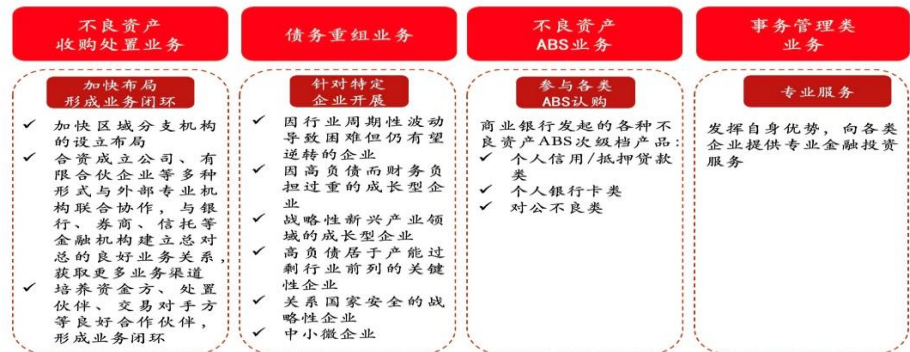 不良资产
收购处置业务
加快布局
形成业务闭环
✓ 加快区域分支机构
的设立布局
✓ 合资成立公司、有
限合伙企业等多种
形式与外部专业机
构联合协作，与银
行、券商、信托等
金融机构建立总对
总的良好业务关系，
获取更多业务渠道
✓ 培养资金方、处置
伙伴、交易对手方
等良好合作伙伴，
形成业务闭环
债务重组业务
针对特定
企业开展
✓ 因行业周期性波动
导致困难但仍有望
逆转的企业
✓ 因高负债而财务负
担过重的成长型企
业
✓ 战略性新兴产业领
域的成长型企业
✓ 高负债居于产能过
剩行业前列的关键
性企业
✓ 关系国家安全的战
略性企业
✓ 中小微企业
不良资产
ABS业务
参与各类
ABS认购
商业银行发起的各种不
良资产ABS次级档产品：
✓ 个人信用/抵押贷款
类
✓ 个人银行卡类
✓ 对公不良类
事务管理类
业务
专业服务
发挥自身优势，向各类
企业提供专业金融投资
服务